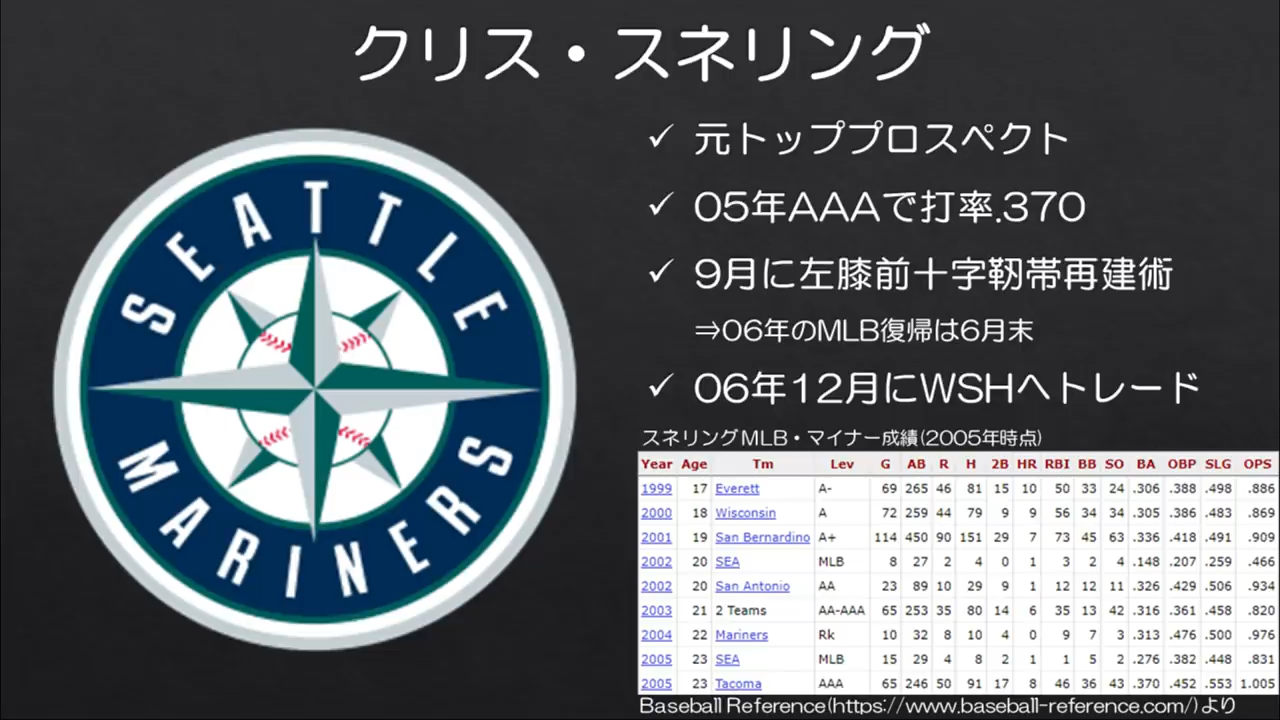 クリス・スネリング
SEATTLE
MARINERS
✓ 元トッププロスペクト
✓ 05年AAAで打率.370
✓ 9月に左膝前十字靭帯再建術
⇒06年のMLB復帰は6月末
✓ 06年12月にWSHへトレード
スネリングMLB・マイナー成績(2005年時点)
Year Age Tm Lev G AB R H 2B HR RBI BB SO BA OBP SLG OPS
1999 17 Everett A- 69 265 46 81 15 10 50 33 24 .306 .388 .498 .886
2000 18 Wisconsin A 72 259 44 79 9 9 56 34 34 .305 .386 .483 .869
2001 19 San Bernardino A+ 114 450 90 151 29 7 73 45 63 .336 .418 .491 .909
2002 20 SEA MLB 8 27 2 4 0 1 3 2 4 .148 .207 .259 .466
2002 20 San Antonio AA 23 89 10 29 9 1 12 12 11 .326 .429 .506 .934
2003 21 2 Teams AA-AAA 65 253 35 80 14 6 35 13 42 .316 .361 .458 .820
2004 22 Mariners Rk 10 32 8 10 4 0 9 7 3 .313 .476 .500 .976
2005 23 SEA MLB 15 29 4 8 2 1 1 5 2 .276 .382 .448 .831
2005 23 Tacoma AAA 65 246 50 91 17 8 46 36 43 .370 .452 .553 1.005
Baseball Reference(https://www.baseball-reference.com/)より